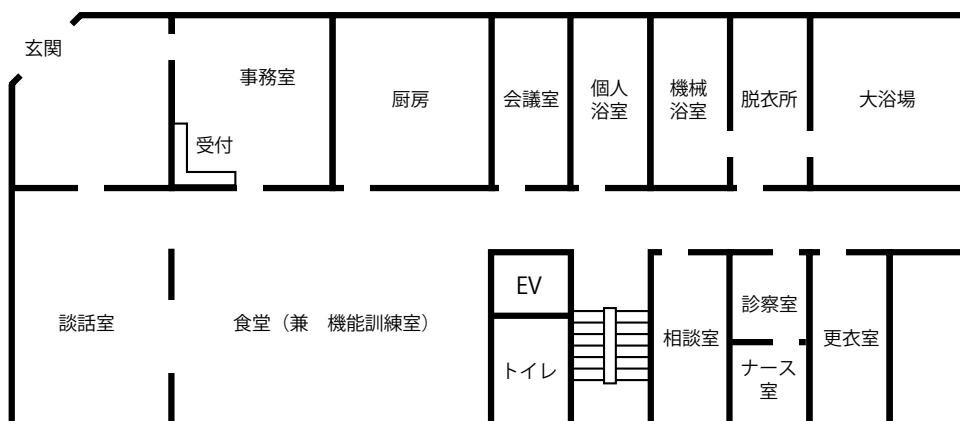 玄関
事務室
受付
厨房
会議室
個人
浴室
機械
浴室
脱衣所
大浴場
談話室
食堂（兼　機能訓練室）
EV
トイレ
相談室
診察室
ナース
室
更衣室